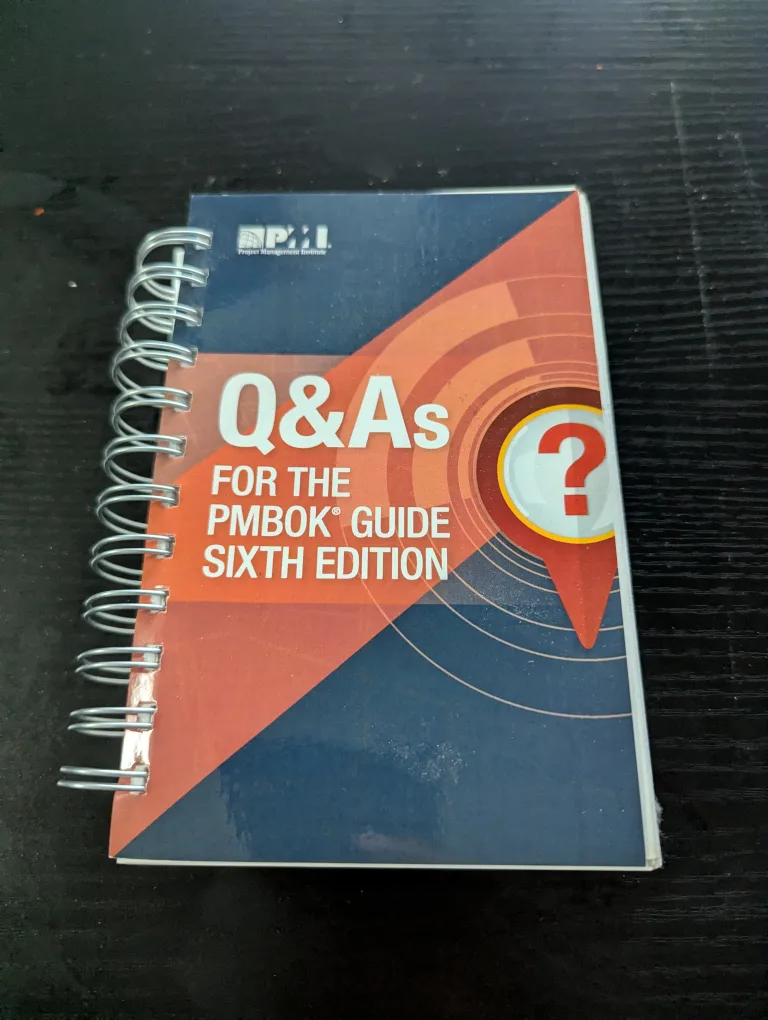 PMI
Project Management Institute
Q&As
FOR THE
PMBOK® GUIDE
SIXTH EDITION
?